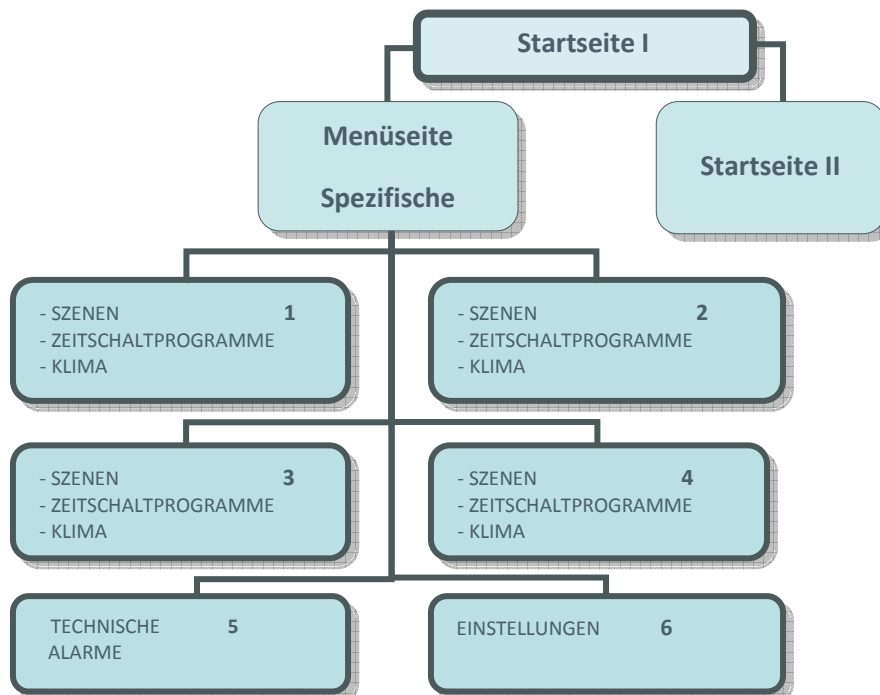 Startseite I
Menüseite
Spezifische
Startseite II
- SZENEN 1
- ZEITSCHALTPROGRAMME
- KLIMA
- SZENEN 2
- ZEITSCHALTPROGRAMME
- KLIMA
- SZENEN 3
- ZEITSCHALTPROGRAMME
- KLIMA
- SZENEN 4
- ZEITSCHALTPROGRAMME
- KLIMA
TECHNISCHE 5
ALARME
EINSTELLUNGEN 6